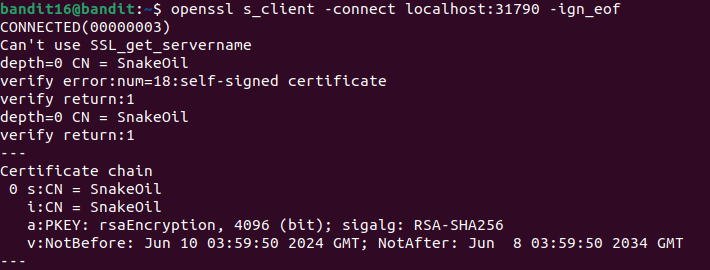 bandit16@bandit:~$ openssl s_client -connect localhost:31790 -ign_eof
CONNECTED(00000003)
Can't use SSL_get_servername
depth=0 CN = SnakeOil
verify error:num=18:self-signed certificate
verify return:1
depth=0 CN = SnakeOil
verify return:1
---
Certificate chain
 0 s:CN = SnakeOil
   i:CN = SnakeOil
   a:PKEY: rsaEncryption, 4096 (bit); sigalg: RSA-SHA256
   v:NotBefore: Jun 10 03:59:50 2024 GMT; NotAfter: Jun  8 03:59:50 2034 GMT
---